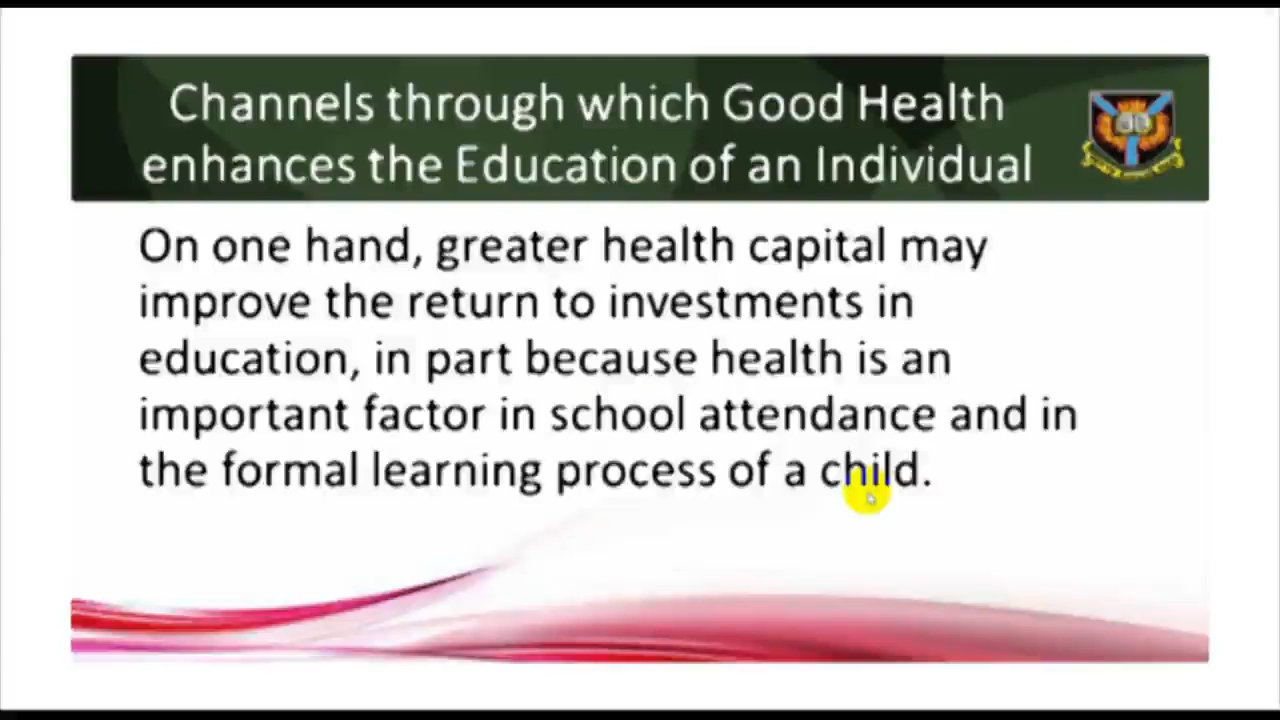 Channels through which Good Health
enhances the Education of an Individual
On one hand, greater health capital may
improve the return to investments in
education, in part because health is an
important factor in school attendance and in
the formal learning process of a child.